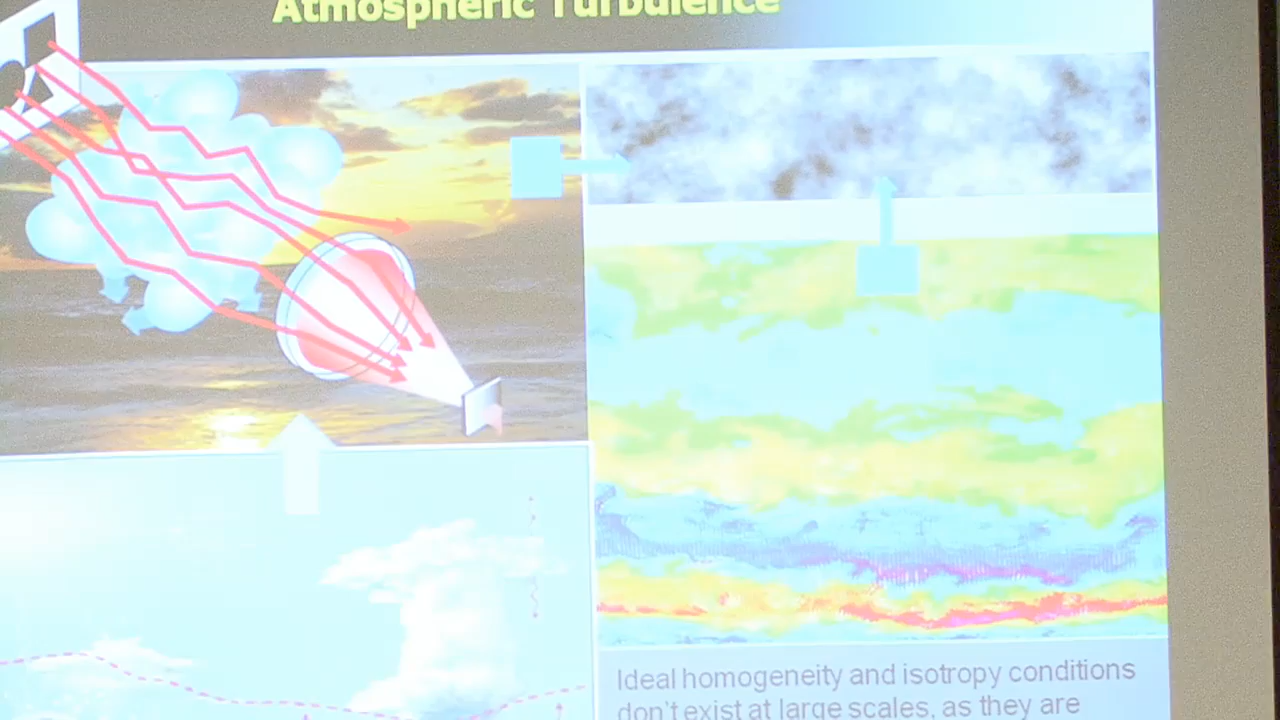 Atmospheric Turbulence
Ideal homogeneity and isotropy conditions
don't exist at large scales, as they are